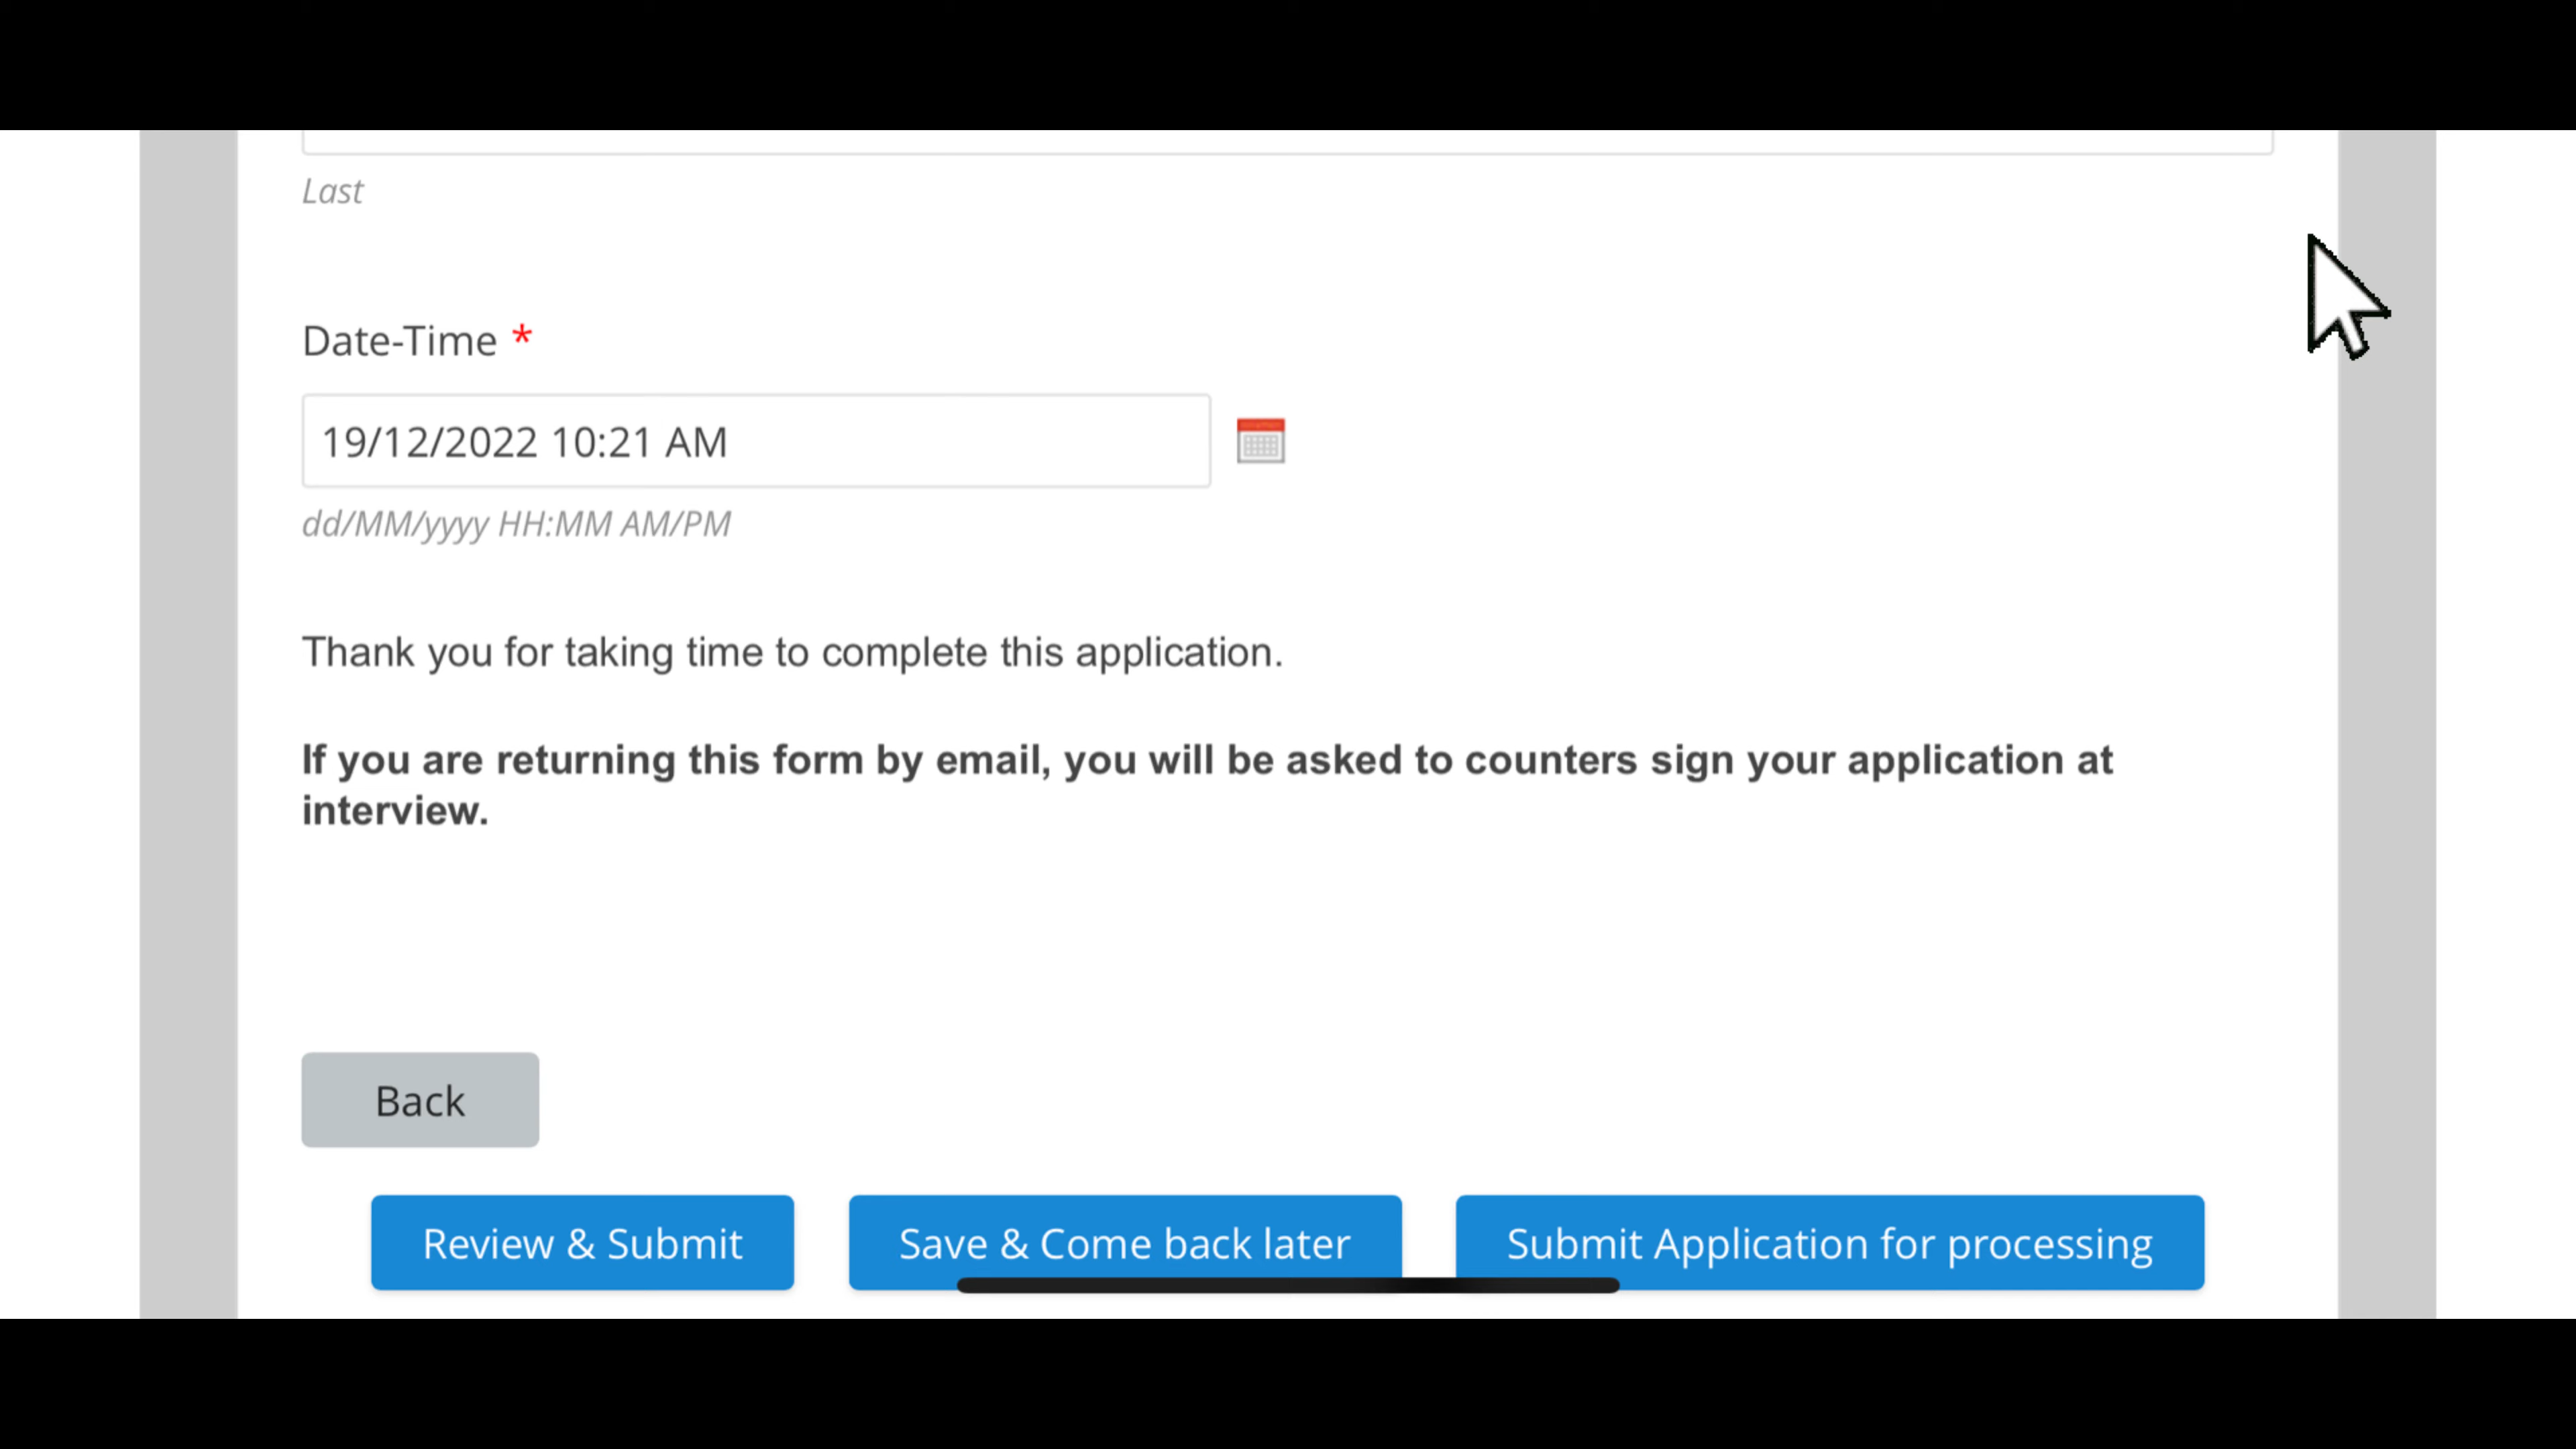 Last
Date-Time *
19/12/2022 10:21 AM
dd/MM/yyyy HH:MM AM/PM
Thank you for taking time to complete this application.
If you are returning this form by email, you will be asked to counters sign your application at
interview.
Back
Review & Submit
Save & Come back later
Submit Application for processing